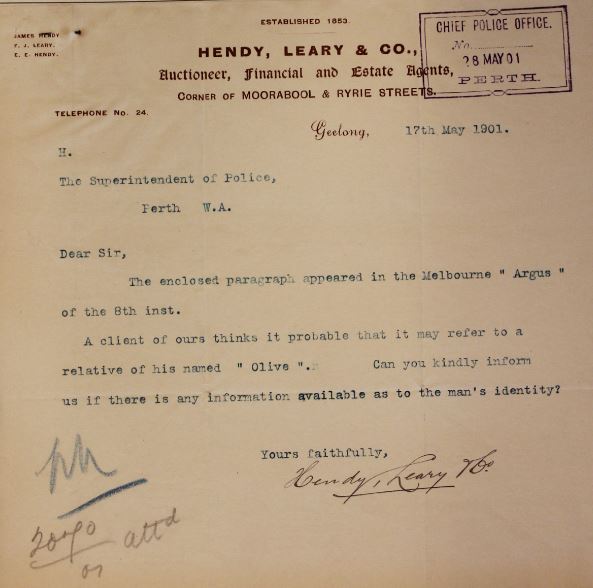 ESTABLISHED 1853.
JAMES HENDY
F. J. LEARY.
E. E. HENDY.
HENDY, LEARY & CO.,
Auctioneer, Financial and Estate Agents,
CORNER OF MOORABOOL & RYRIE STREETS.
TELEPHONE No. 24.
CHIEF POLICE OFFICE.
No.
28 MAY 01
PERTH.
Geelong, 17th May 1901.
H.
The Superintendent of Police,
Perth W.A.
Dear Sir,
The enclosed paragraph appeared in the Melbourne " Argus "
of the 8th inst.
A client of ours thinks it probable that it may refer to a
relative of his named " Olive ". Can you kindly inform
us if there is any information available as to the man's identity?
Yours faithfully,
Hendy, Leary & Co.
attd
01